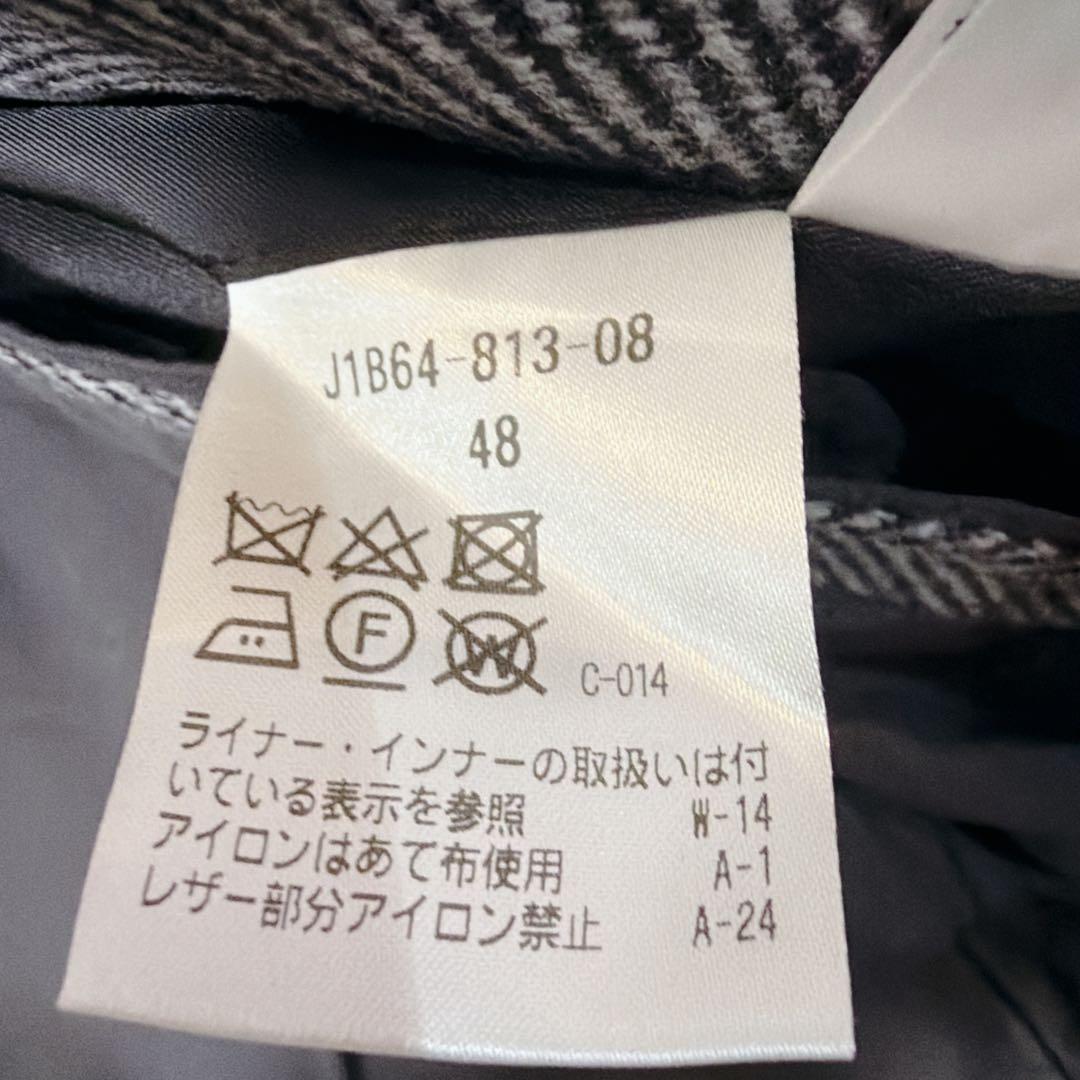 J1B64-813-08
48
F W C-014
ライナー・インナーの取扱いは付
いている表示を参照 W-14
アイロンはあて布使用 A-1
レザー部分アイロン禁止 A-24